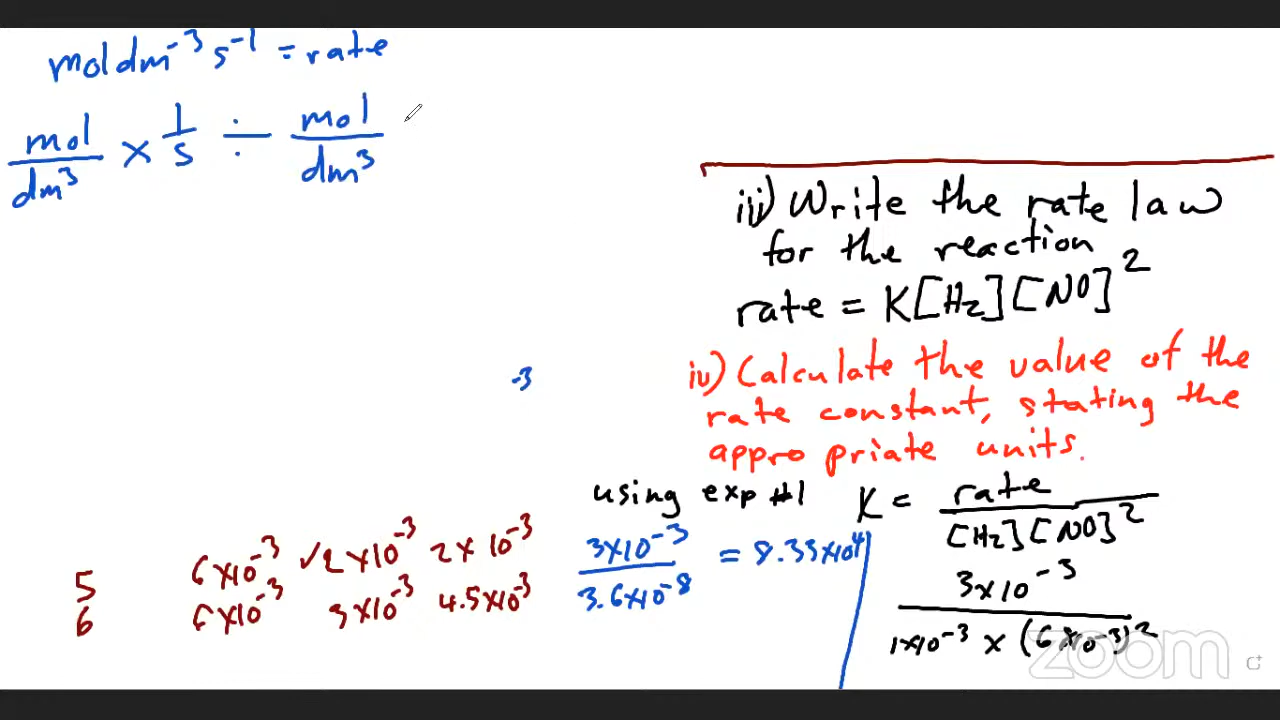 mol dm⁻³ s⁻¹ = rate
mol/dm³ × 1/s ÷ mol/dm³
iii) Write the rate law
for the reaction
rate = K[H₂][NO]²
-3
iv) Calculate the value of the
rate constant, stating the
appropriate units.
using exp #1 K = rate/[H₂][NO]²
5 6×10⁻³ ✓2×10⁻³ 2×10⁻³
6 6×10⁻³ 3×10⁻³ 4.5×10⁻³
3×10⁻³/3.6×10⁻⁸ = 8.33×10⁴
3×10⁻³/1×10⁻³ × (6×10⁻³)²
zoom